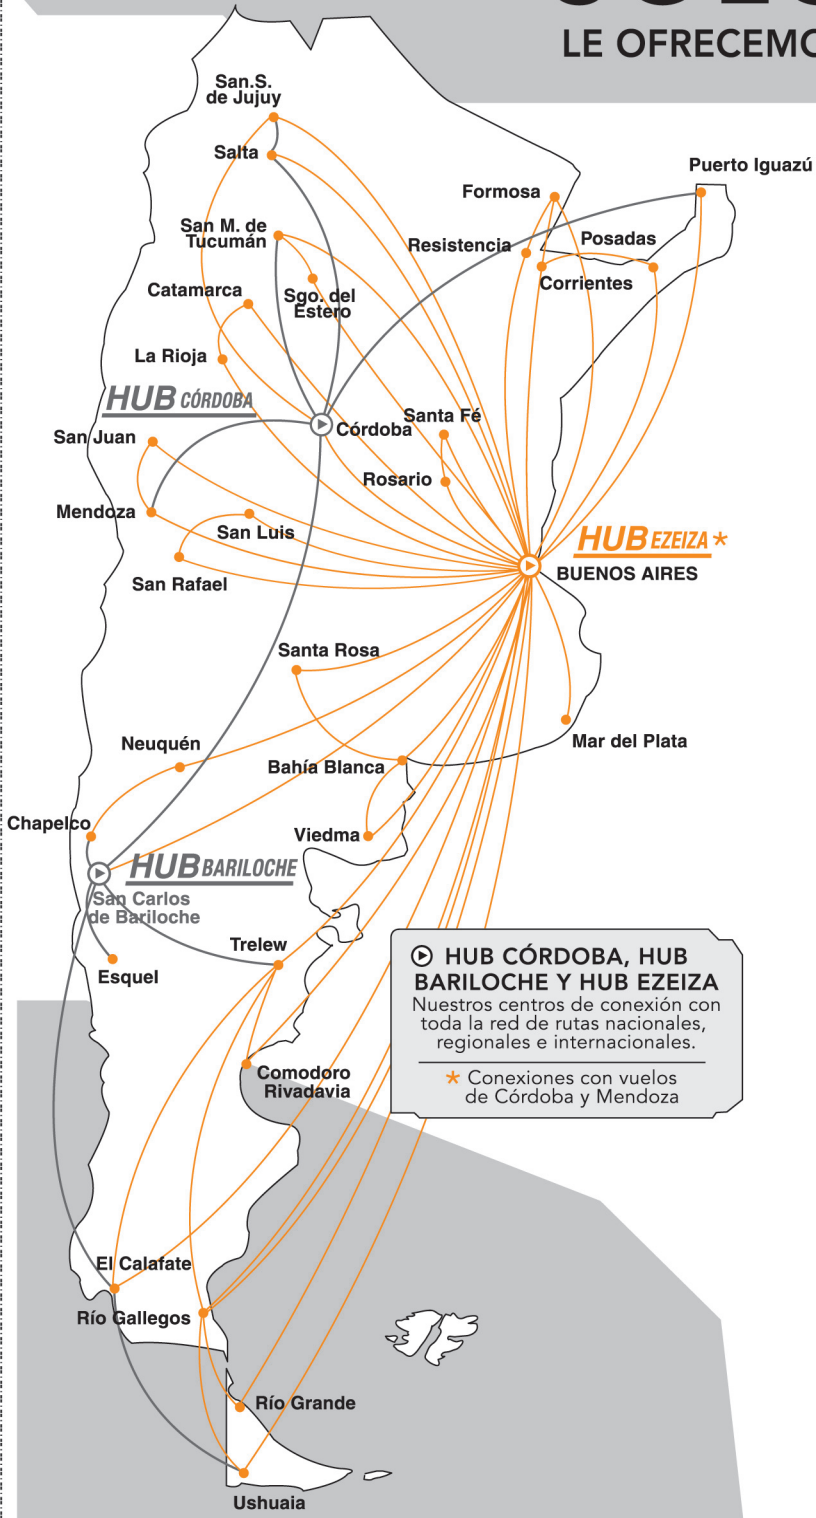 LE OFRECEMO
San.S.
de Jujuy
Salta
Puerto Iguazú
Formosa
San M. de
Tucumán
Resistencia
Posadas
Catamarca
Sgo. del
Estero
Corrientes
La Rioja
HUB CÓRDOBA
Santa Fé
Córdoba
San Juan
Rosario
Mendoza
San Luis
HUB EZEIZA *
BUENOS AIRES
San Rafael
Santa Rosa
Mar del Plata
Neuquén
Bahía Blanca
Chapelco
Viedma
HUB BARILOCHE
San Carlos
de Bariloche
Trelew
Esquel
HUB CÓRDOBA, HUB
BARILOCHE Y HUB EZEIZA
Nuestros centros de conexión con
toda la red de rutas nacionales,
regionales e internacionales.
* Conexiones con vuelos
de Córdoba y Mendoza
Comodoro
Rivadavia
El Calafate
Río Gallegos
Río Grande
Ushuaia